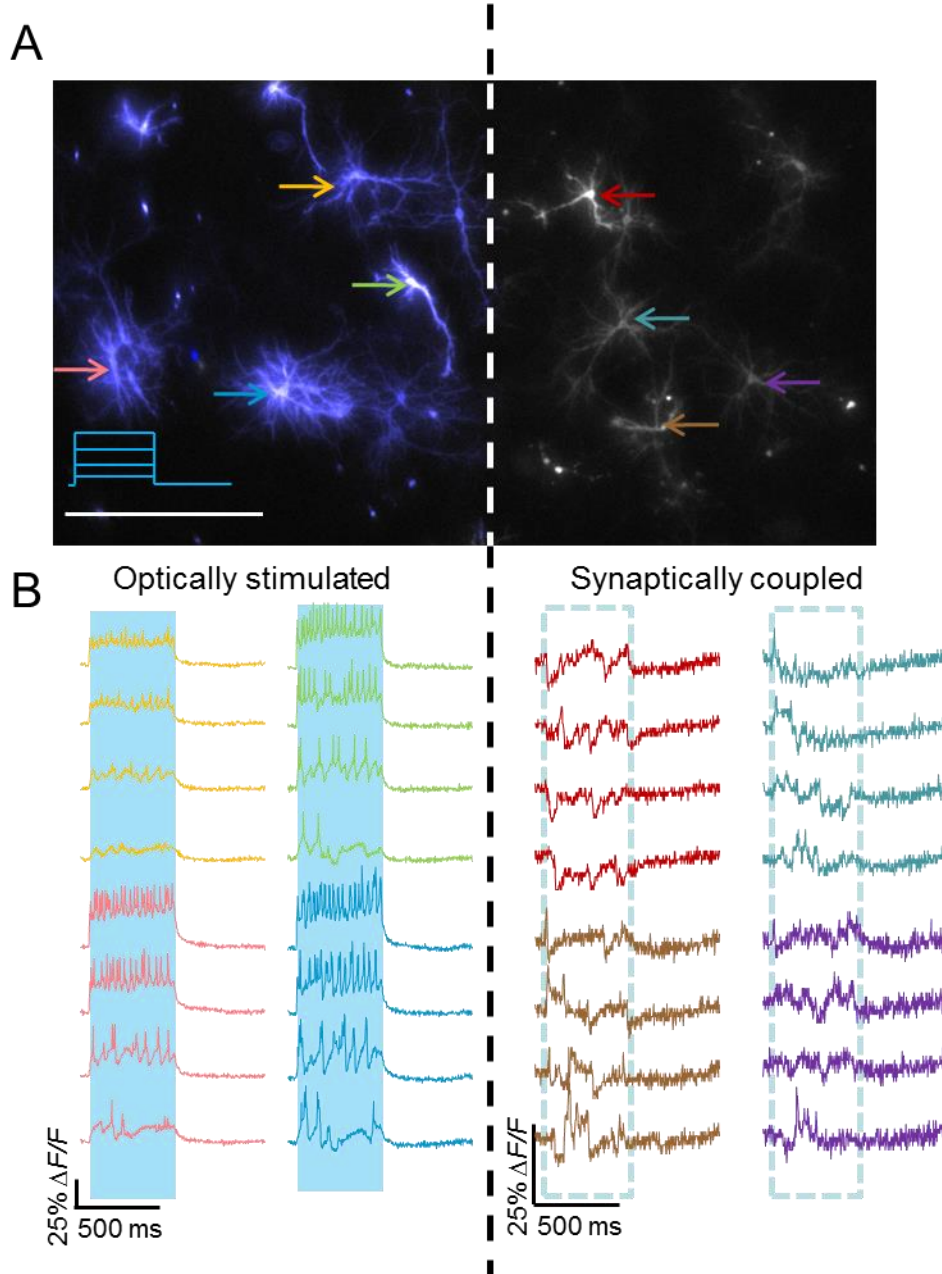 A
B
Optically stimulated
Synaptically coupled
25% ΔF/F
500 ms
25% ΔF/F
500 ms